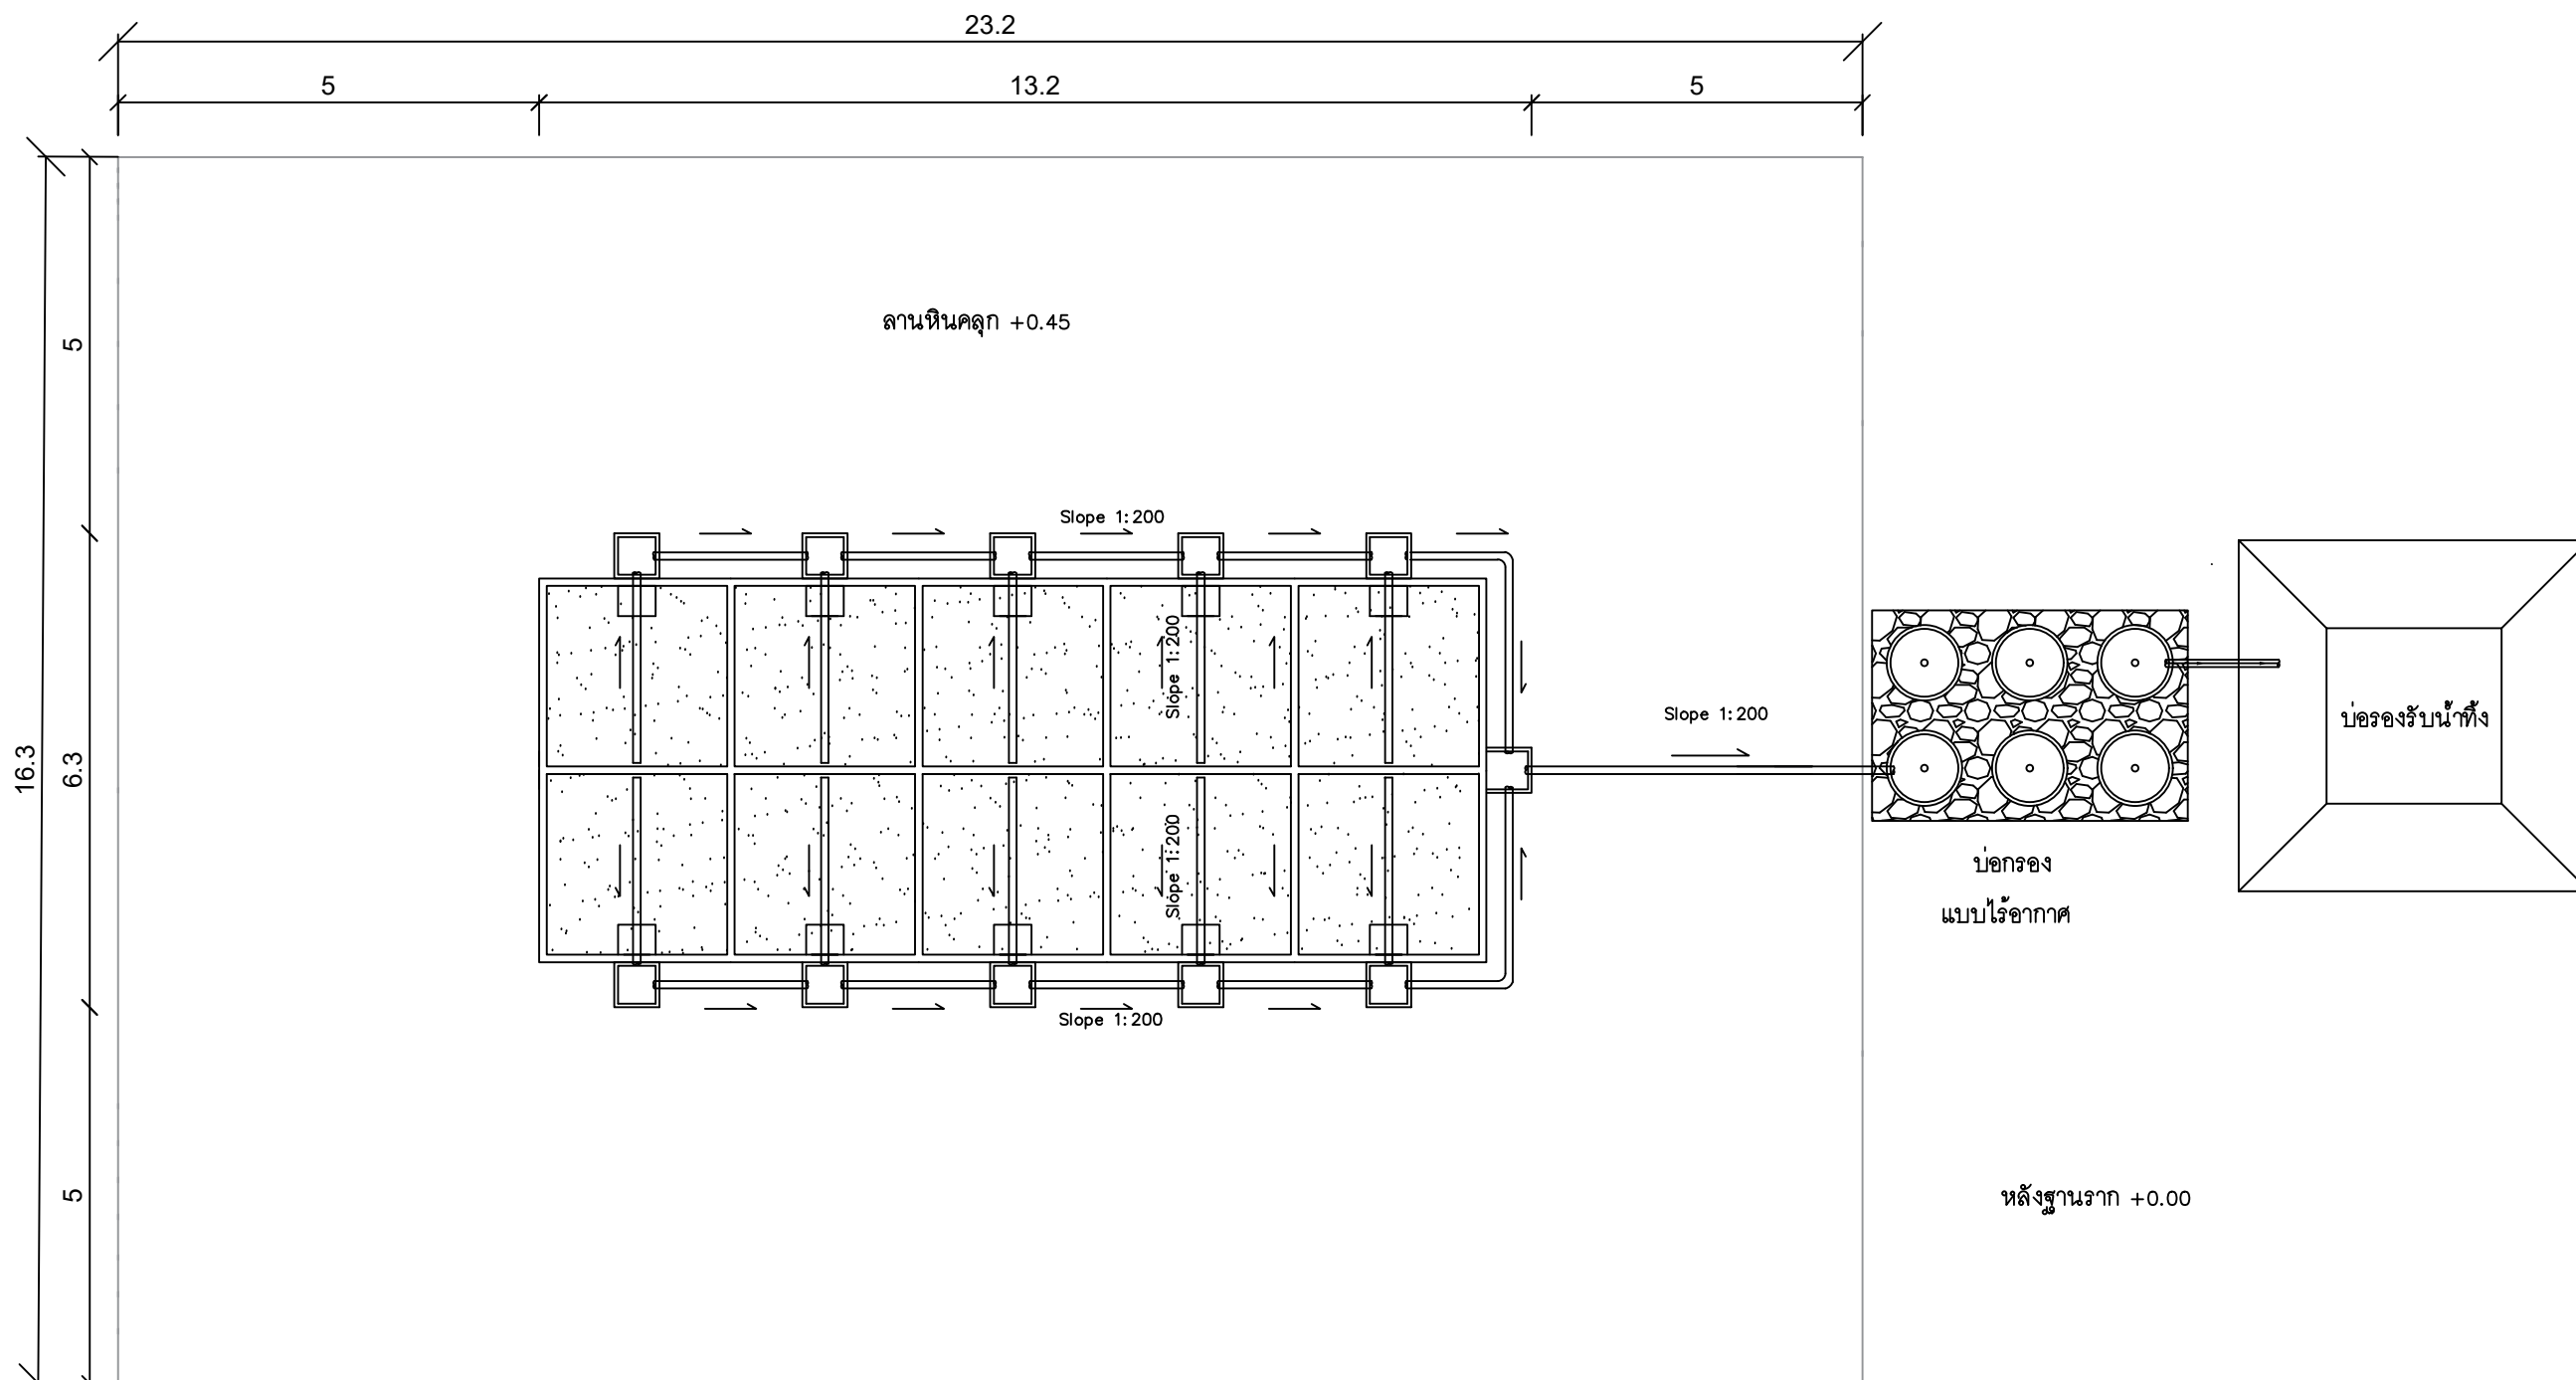 23.2
5
13.2
5
ลานหินคลุก +0.45
5
Slope 1:200
Slope 1:200
Slope 1:200
บ่อรองรับน้ำทิ้ง
16.3
6.3
Slope 1:200
บ่อกรอง
แบบไร้อากาศ
Slope 1:200
5
หลังฐานราก +0.00